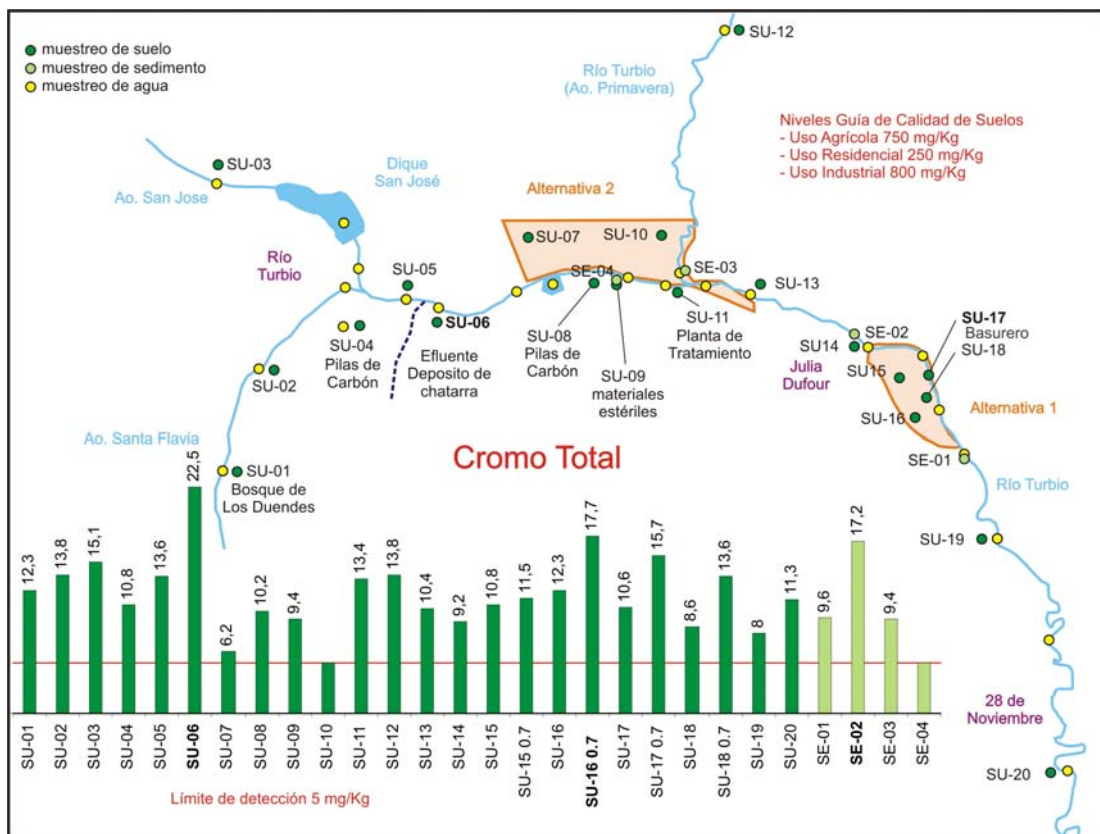 muestreo de suelo
muestreo de sedimento
muestreo de agua
SU-12
Río Turbio
(Ao. Primavera)
Niveles Guía de Calidad de Suelos
- Uso Agrícola 750 mg/Kg
- Uso Residencial 250 mg/Kg
- Uso Industrial 800 mg/Kg
SU-03
Ao. San Jose
Dique
San José
Alternativa 2
SU-07
SU-10
Río
Turbio
SU-05
SE-04
SE-03
SU-13
SU-06
SU-04
Pilas de
Carbón
Efluente
Deposito de
chatarra
SU-08
Pilas de
Carbón
SU-09
materiales
estériles
SU-11
Planta de
Tratamiento
SU-02
SE-02
SU14
SU-17
Basurero
SU-18
Julia
Dufour
SU15
SU-16
Alternativa 1
Ao. Santa Flavia
SU-01
Bosque de
Los Duendes
Cromo Total
SE-01
Río Turbio
SU-19
28 de
Noviembre
SU-20
12,3
13,8
15,1
10,8
13,6
22,5
6,2
10,2
9,4
13,4
13,8
10,4
9,2
10,8
11,5
12,3
17,7
10,6
15,7
8,6
13,6
8
11,3
9,6
17,2
9,4
SU-01
SU-02
SU-03
SU-04
SU-05
SU-06
SU-07
SU-08
SU-09
SU-10
SU-11
SU-12
SU-13
SU-14
SU-15
SU-15 0.7
SU-16
SU-16 0.7
SU-17
SU-17 0.7
SU-18
SU-18 0.7
SU-19
SU-20
SE-01
SE-02
SE-03
SE-04
Límite de detección 5 mg/Kg